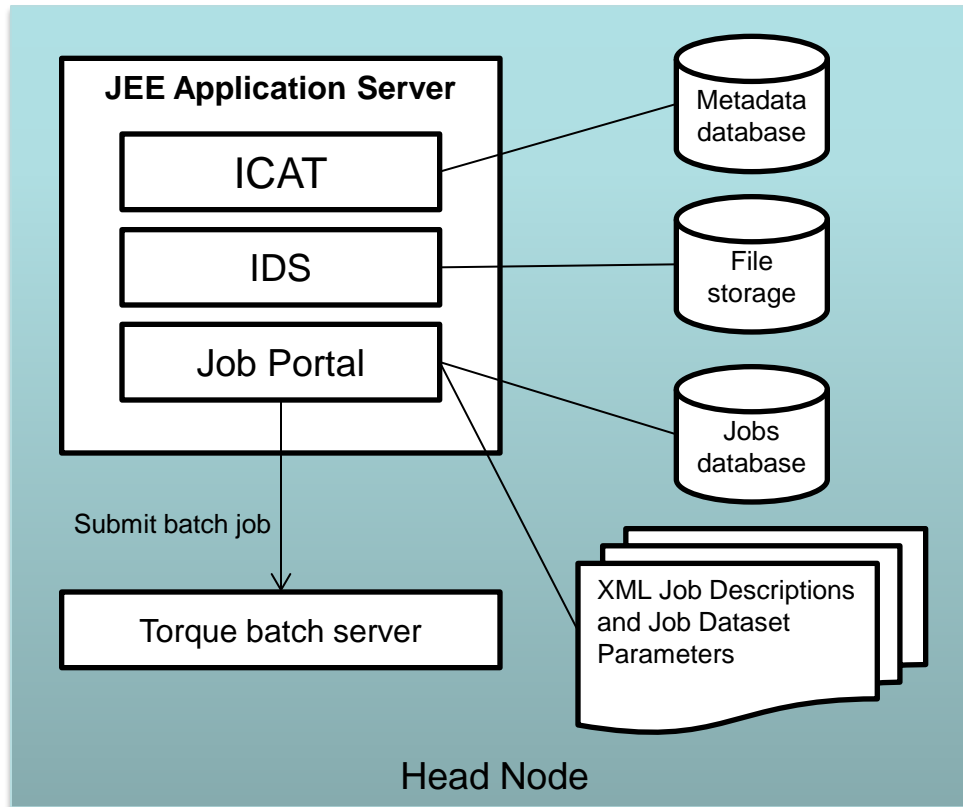 JEE Application Server
ICAT
IDS
Job Portal
Metadada
database
File
storage
Jobs
database
Submit batch job
Torque batch server
XML Job Descriptions
and Job Dataset
Parameters
Head Node